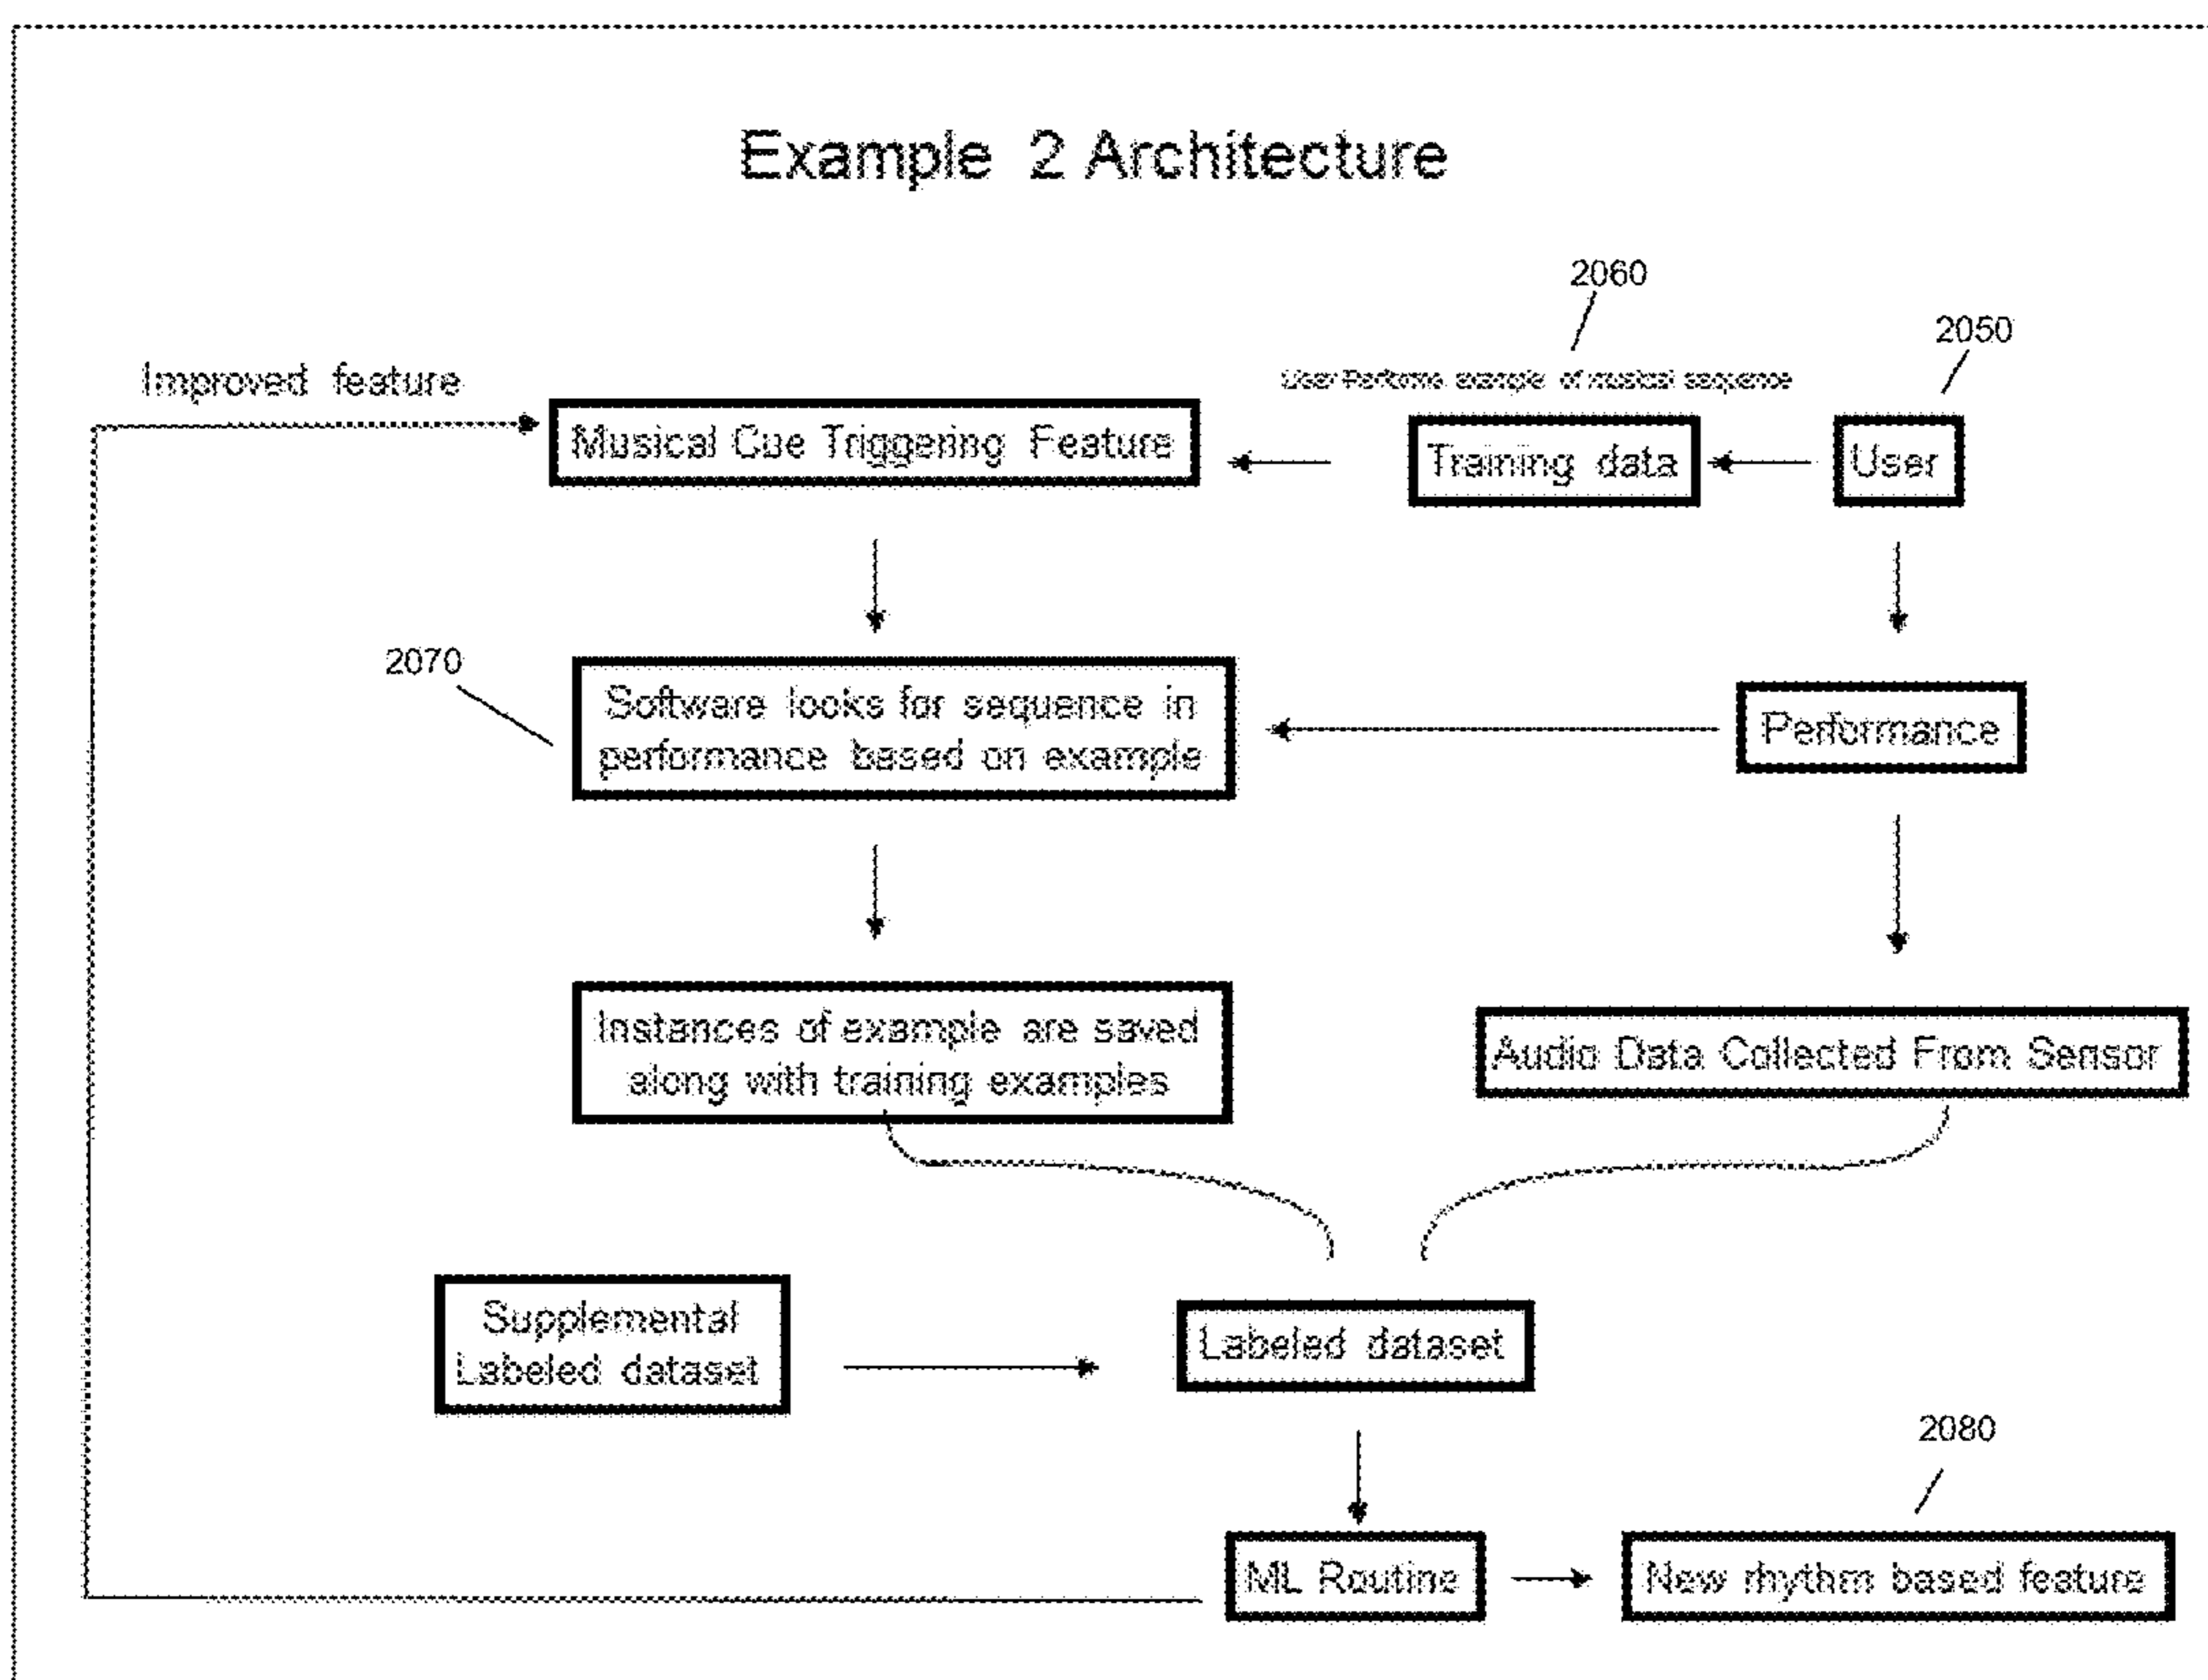 Example 2 Architecture
2060
2050
Improved feature
User Performs example of musical sequence
Musical Cue Triggering Feature
Training data
User
2070
Software looks for sequence in
performance based on example
Performance
Instances of example are saved
along with training examples
Audio Data Collected From Sensor
Supplemental
Labeled dataset
Labeled dataset
2080
ML Routine
New rhythm based feature